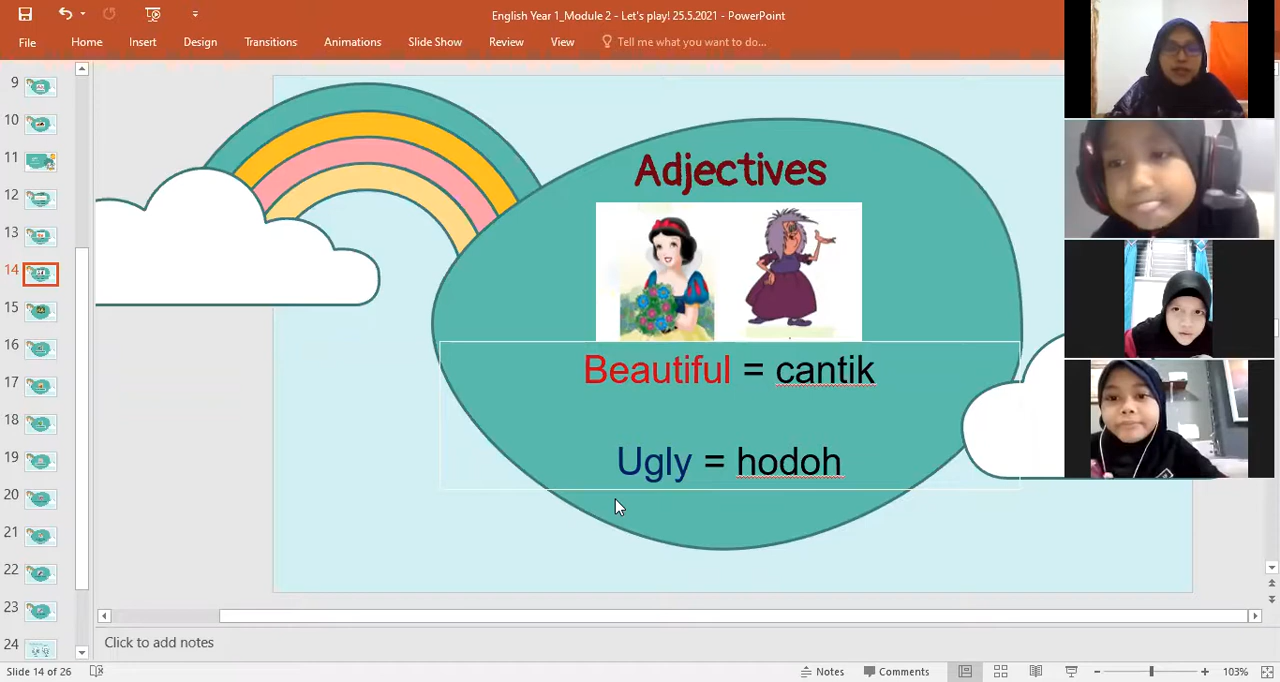 English Year 1_Module 2 - Let's play! 25.5.2021 - PowerPoint
File Home Insert Design Transitions Animations Slide Show Review View Tell me what you want to do...
9
10
11
12
13
14
15
16
17
18
19
20
21
22
23
24
Adjectives
Beautiful = cantik
Ugly = hodoh
Click to add notes
Slide 14 of 26 Notes Comments 103%